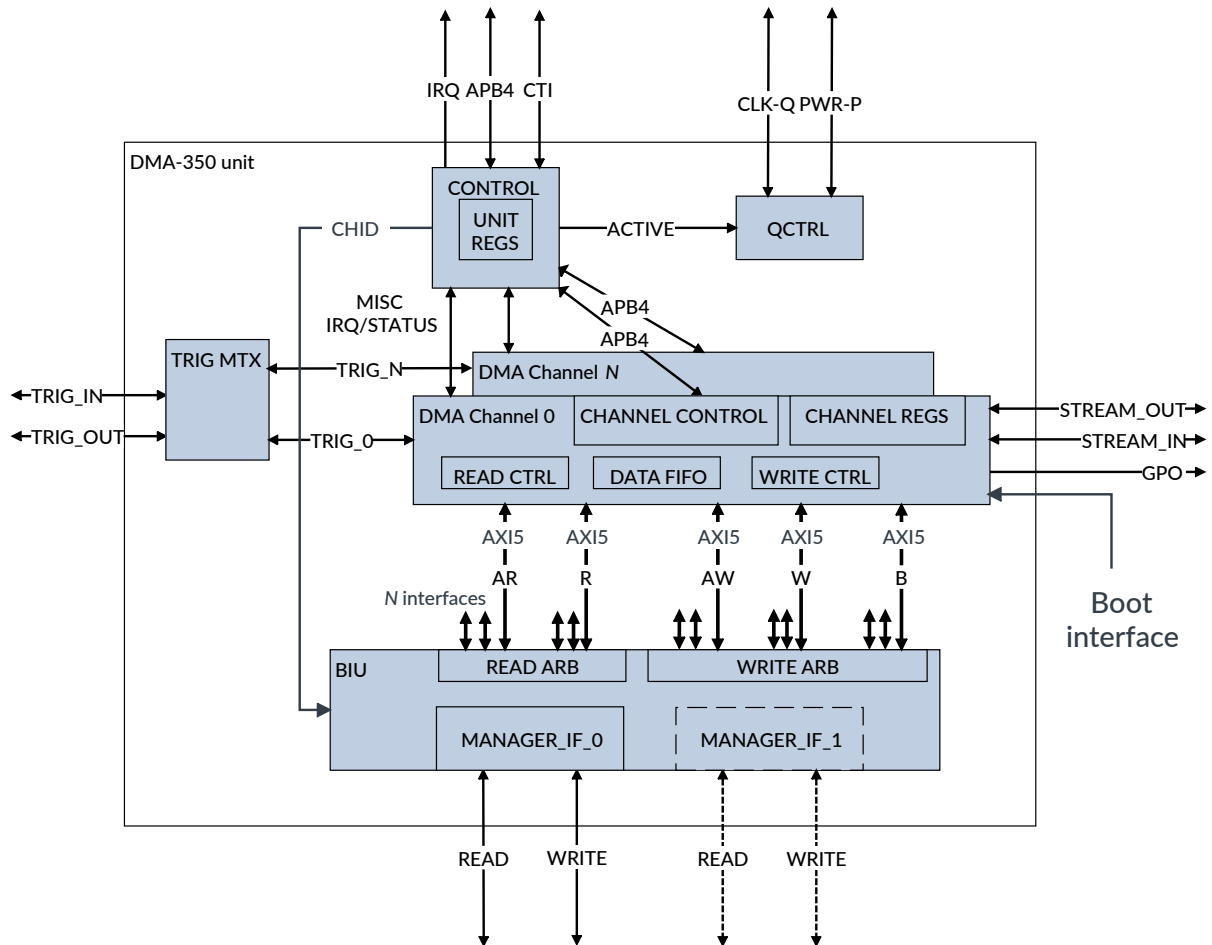 IRQ APB4 CTI
CLK-Q PWR-P
DMA-350 unit
CONTROL
UNIT
REGS
CHID
ACTIVE
QCTRL
MISC
IRQ/STATUS
APB4
APB4
TRIG MTX
TRIG_N
DMA Channel N
TRIG_IN
TRIG_OUT
TRIG_0
DMA Channel 0
CHANNEL CONTROL
CHANNEL REGS
STREAM_OUT
STREAM_IN
GPO
READ CTRL
DATA FIFO
WRITE CTRL
AXI5
AXI5
AXI5
AXI5
AXI5
AR
R
AW
W
B
N interfaces
Boot
interface
BIU
READ ARB
WRITE ARB
MANAGER_IF_0
MANAGER_IF_1
READ
WRITE
READ
WRITE